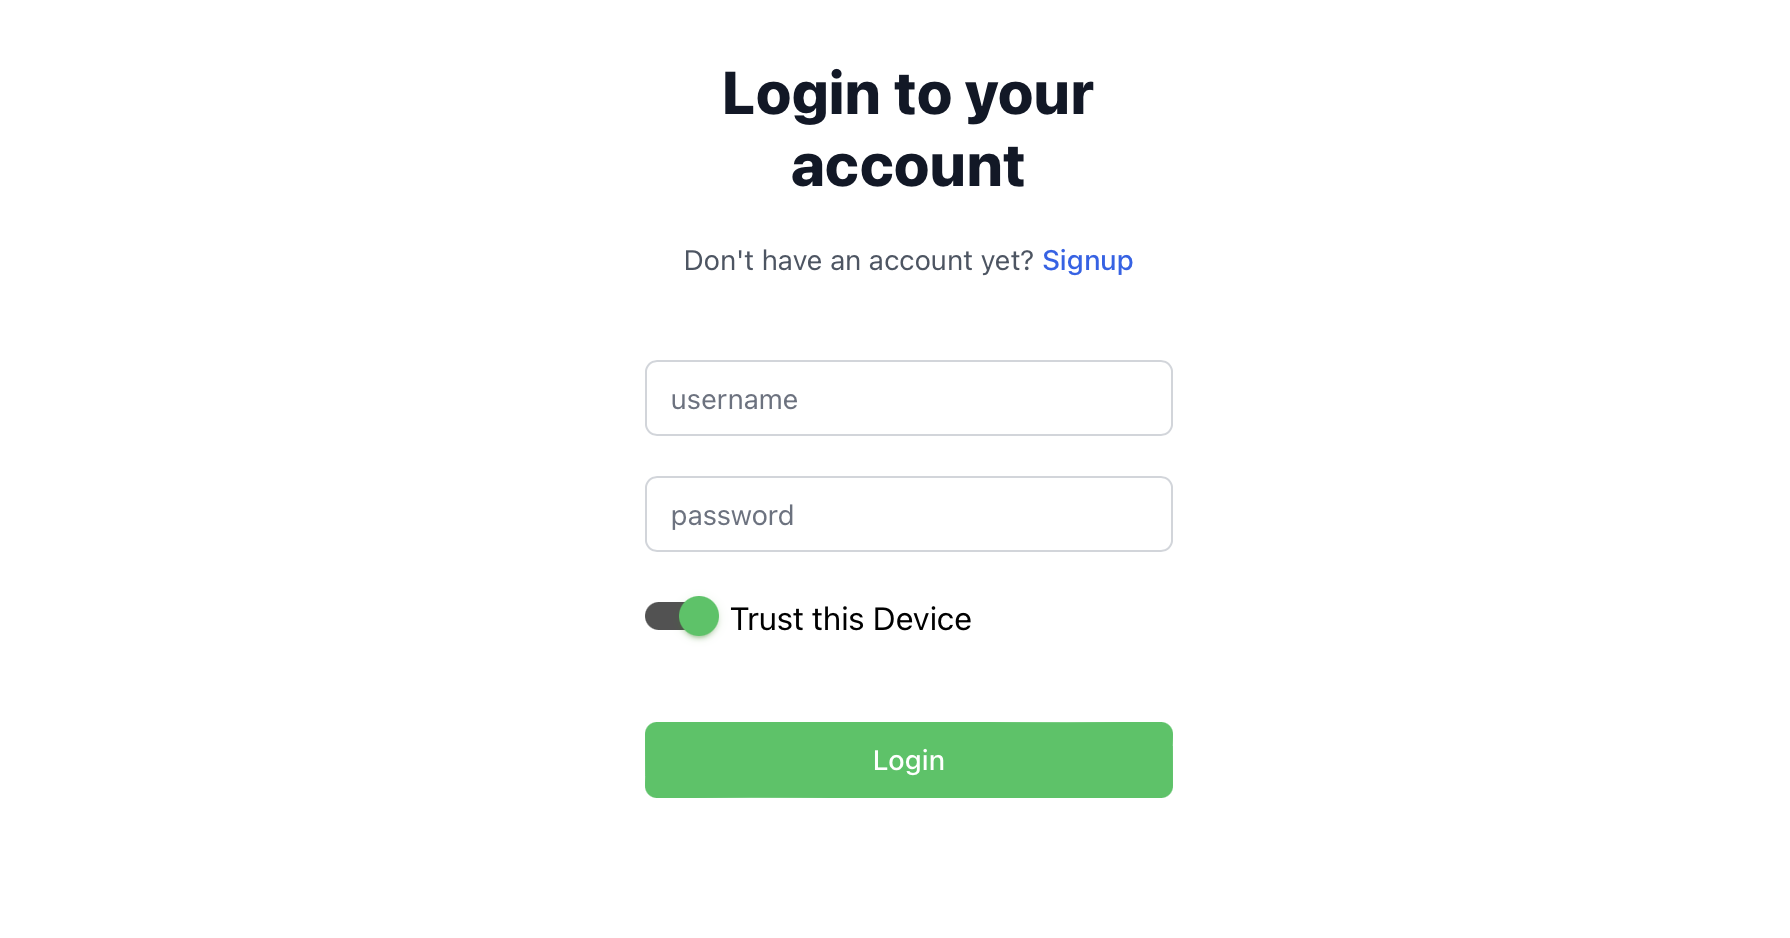 Login to your
account
Don't have an account yet? Signup
username
password
Trust this Device
Login